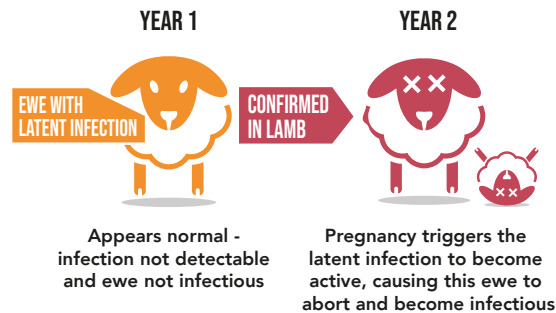 YEAR 1
YEAR 2
EWE WITH
LATENT INFECTION
CONFIRMED
IN LAMB
Appears normal -
infection not detectable
and ewe not infectious
Pregnancy triggers the
latent infection to become
active, causing this ewe to
abort and become infectious